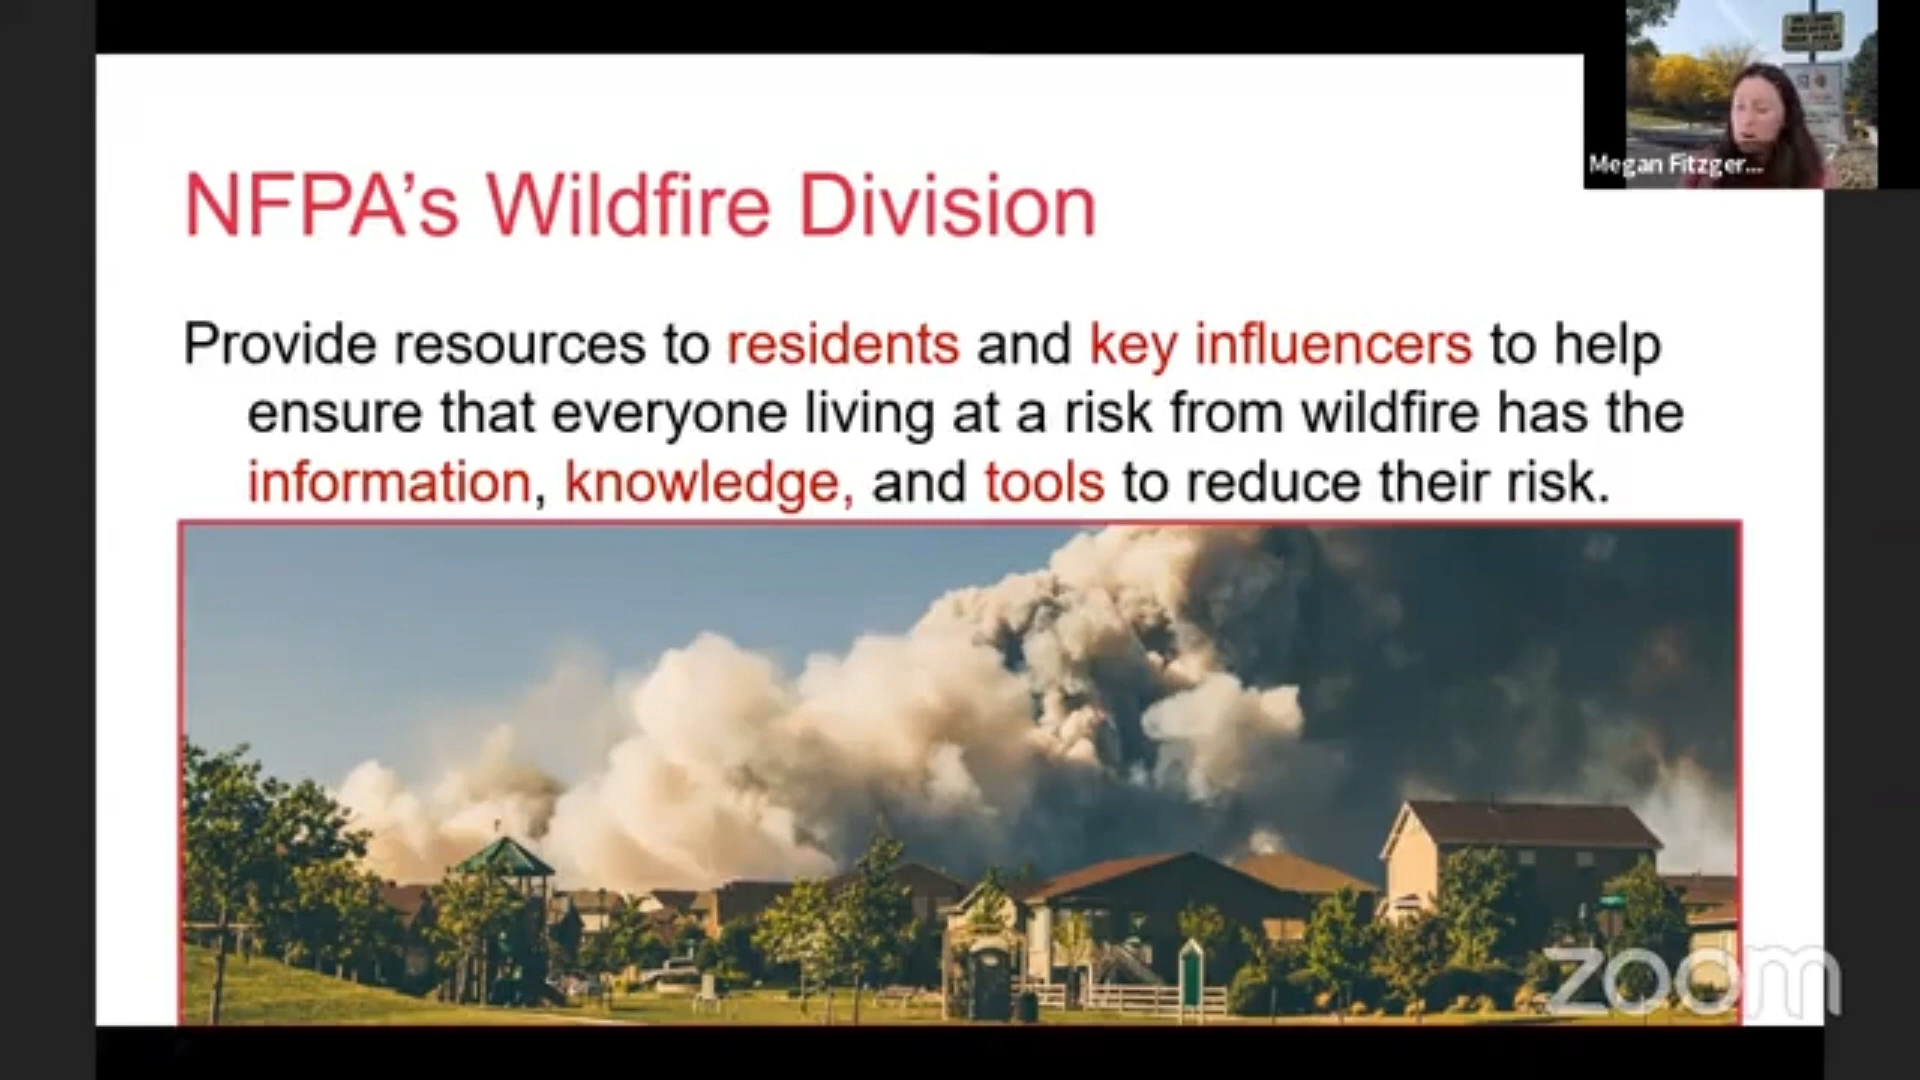 NFPA's Wildfire Division
Megan Fitzger...
Provide resources to residents and key influencers to help
ensure that everyone living at a risk from wildfire has the
information, knowledge, and tools to reduce their risk.
zoom